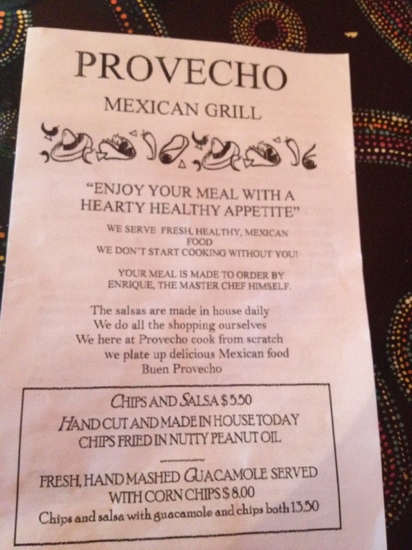 PROVECHO
MEXICAN GRILL
“ENJOY YOUR MEAL WITH A
HEARTY HEALTHY APPETITE”
WE SERVE FRESH, HEALTHY, MEXICAN
FOOD
WE DON'T START COOKING WITHOUT YOU!
YOUR MEAL IS MADE TO ORDER BY
ENRIQUE, THE MASTER CHEF HIMSELF.
The salsas are made in house daily
We do all the shopping ourselves
We here at Provecho cook from scratch
we plate up delicious Mexican food
Buen Provecho
CHIPS AND SALSA $ 5.50
HAND CUT AND MADE IN HOUSE TODAY
CHIPS FRIED IN NUTTY PEANUT OIL
FRESH, HAND MASHED GUACAMOLE SERVED
WITH CORN CHIPS $ 8.00
Chips and salsa with guacamole and chips both 13.50